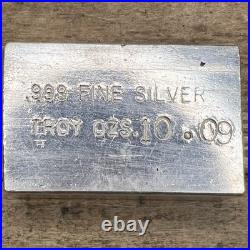 .999 FINE SILVER
TROY OZS. 10.09